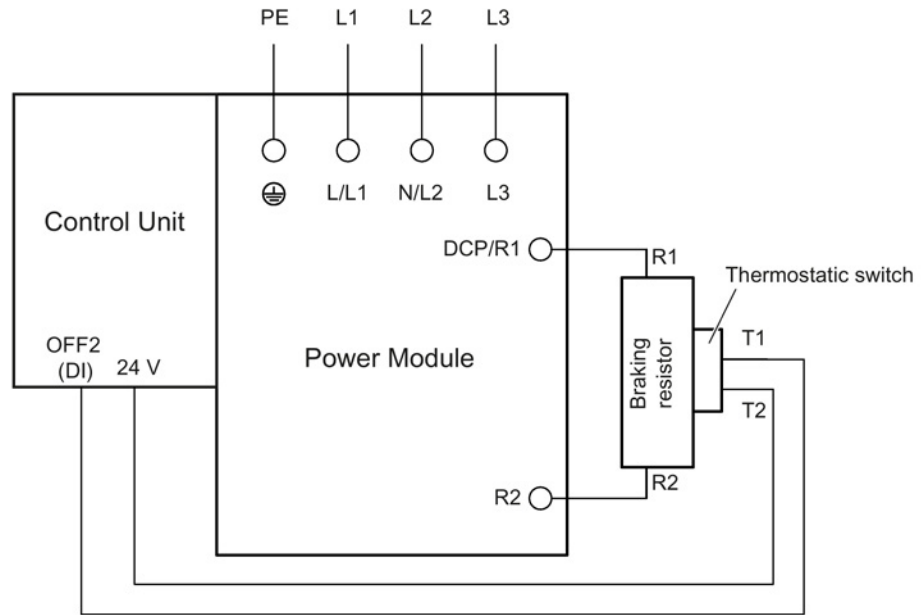 PE L1 L2 L3
L/L1 N/L2 L3
Control Unit
DCP/R1
R1
Thermostatic switch
OFF2
(DI)
24 V
Power Module
Braking
resistor
T1
T2
R2
R2